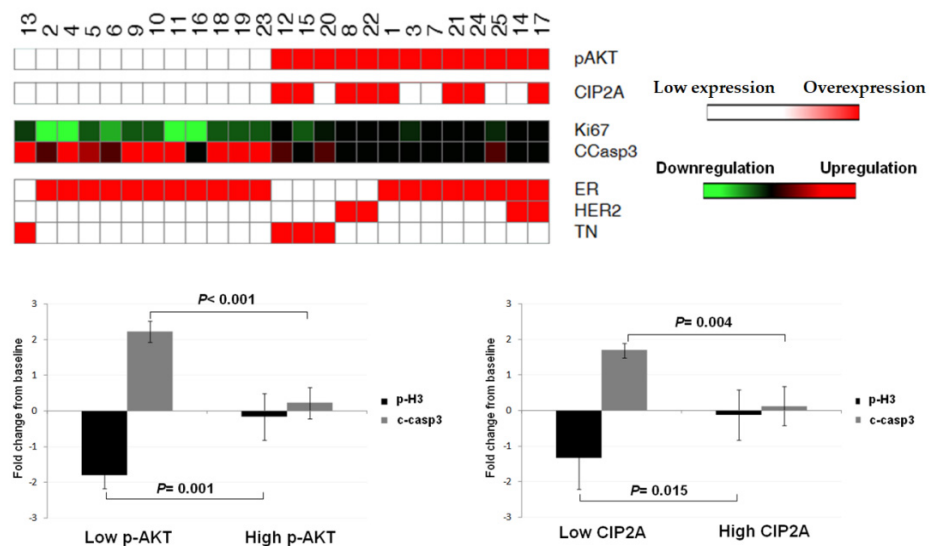 13 2 4 5 6 9 10 11 16 18 19 23 12 15 20 8 22 1 3 7 21 24 25 14 17
pAKT
CIP2A
Low expression Overexpression
Ki67
CCasp3
Downregulation Upregulation
ER
HER2
TN
Fold change from baseline
3
2
1
0
-1
-2
-3
P< 0.001
P= 0.001
p-H3
c-casp3
Low p-AKT High p-AKT
Fold change from baseline
3
2
1
0
-1
-2
-3
P= 0.004
P= 0.015
p-H3
c-casp3
Low CIP2A High CIP2A